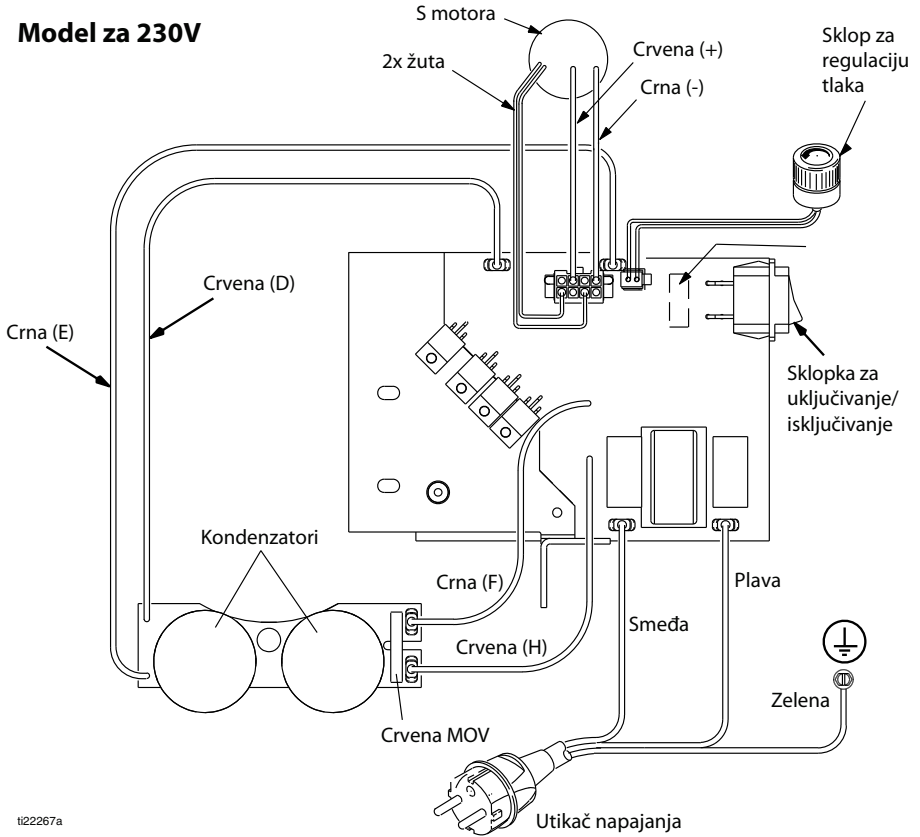 Model za 230V
S motora
2x žuta
Crvena (+)
Crna (-)
Sklop za
regulaciju
tlaka
Crvena (D)
Crna (E)
Sklopka za
uključivanje/
isključivanje
Kondenzatori
Crna (F)
Plava
Smeđa
Crvena (H)
Zelena
Crvena MOV
Utikač napajanja
ti22267a